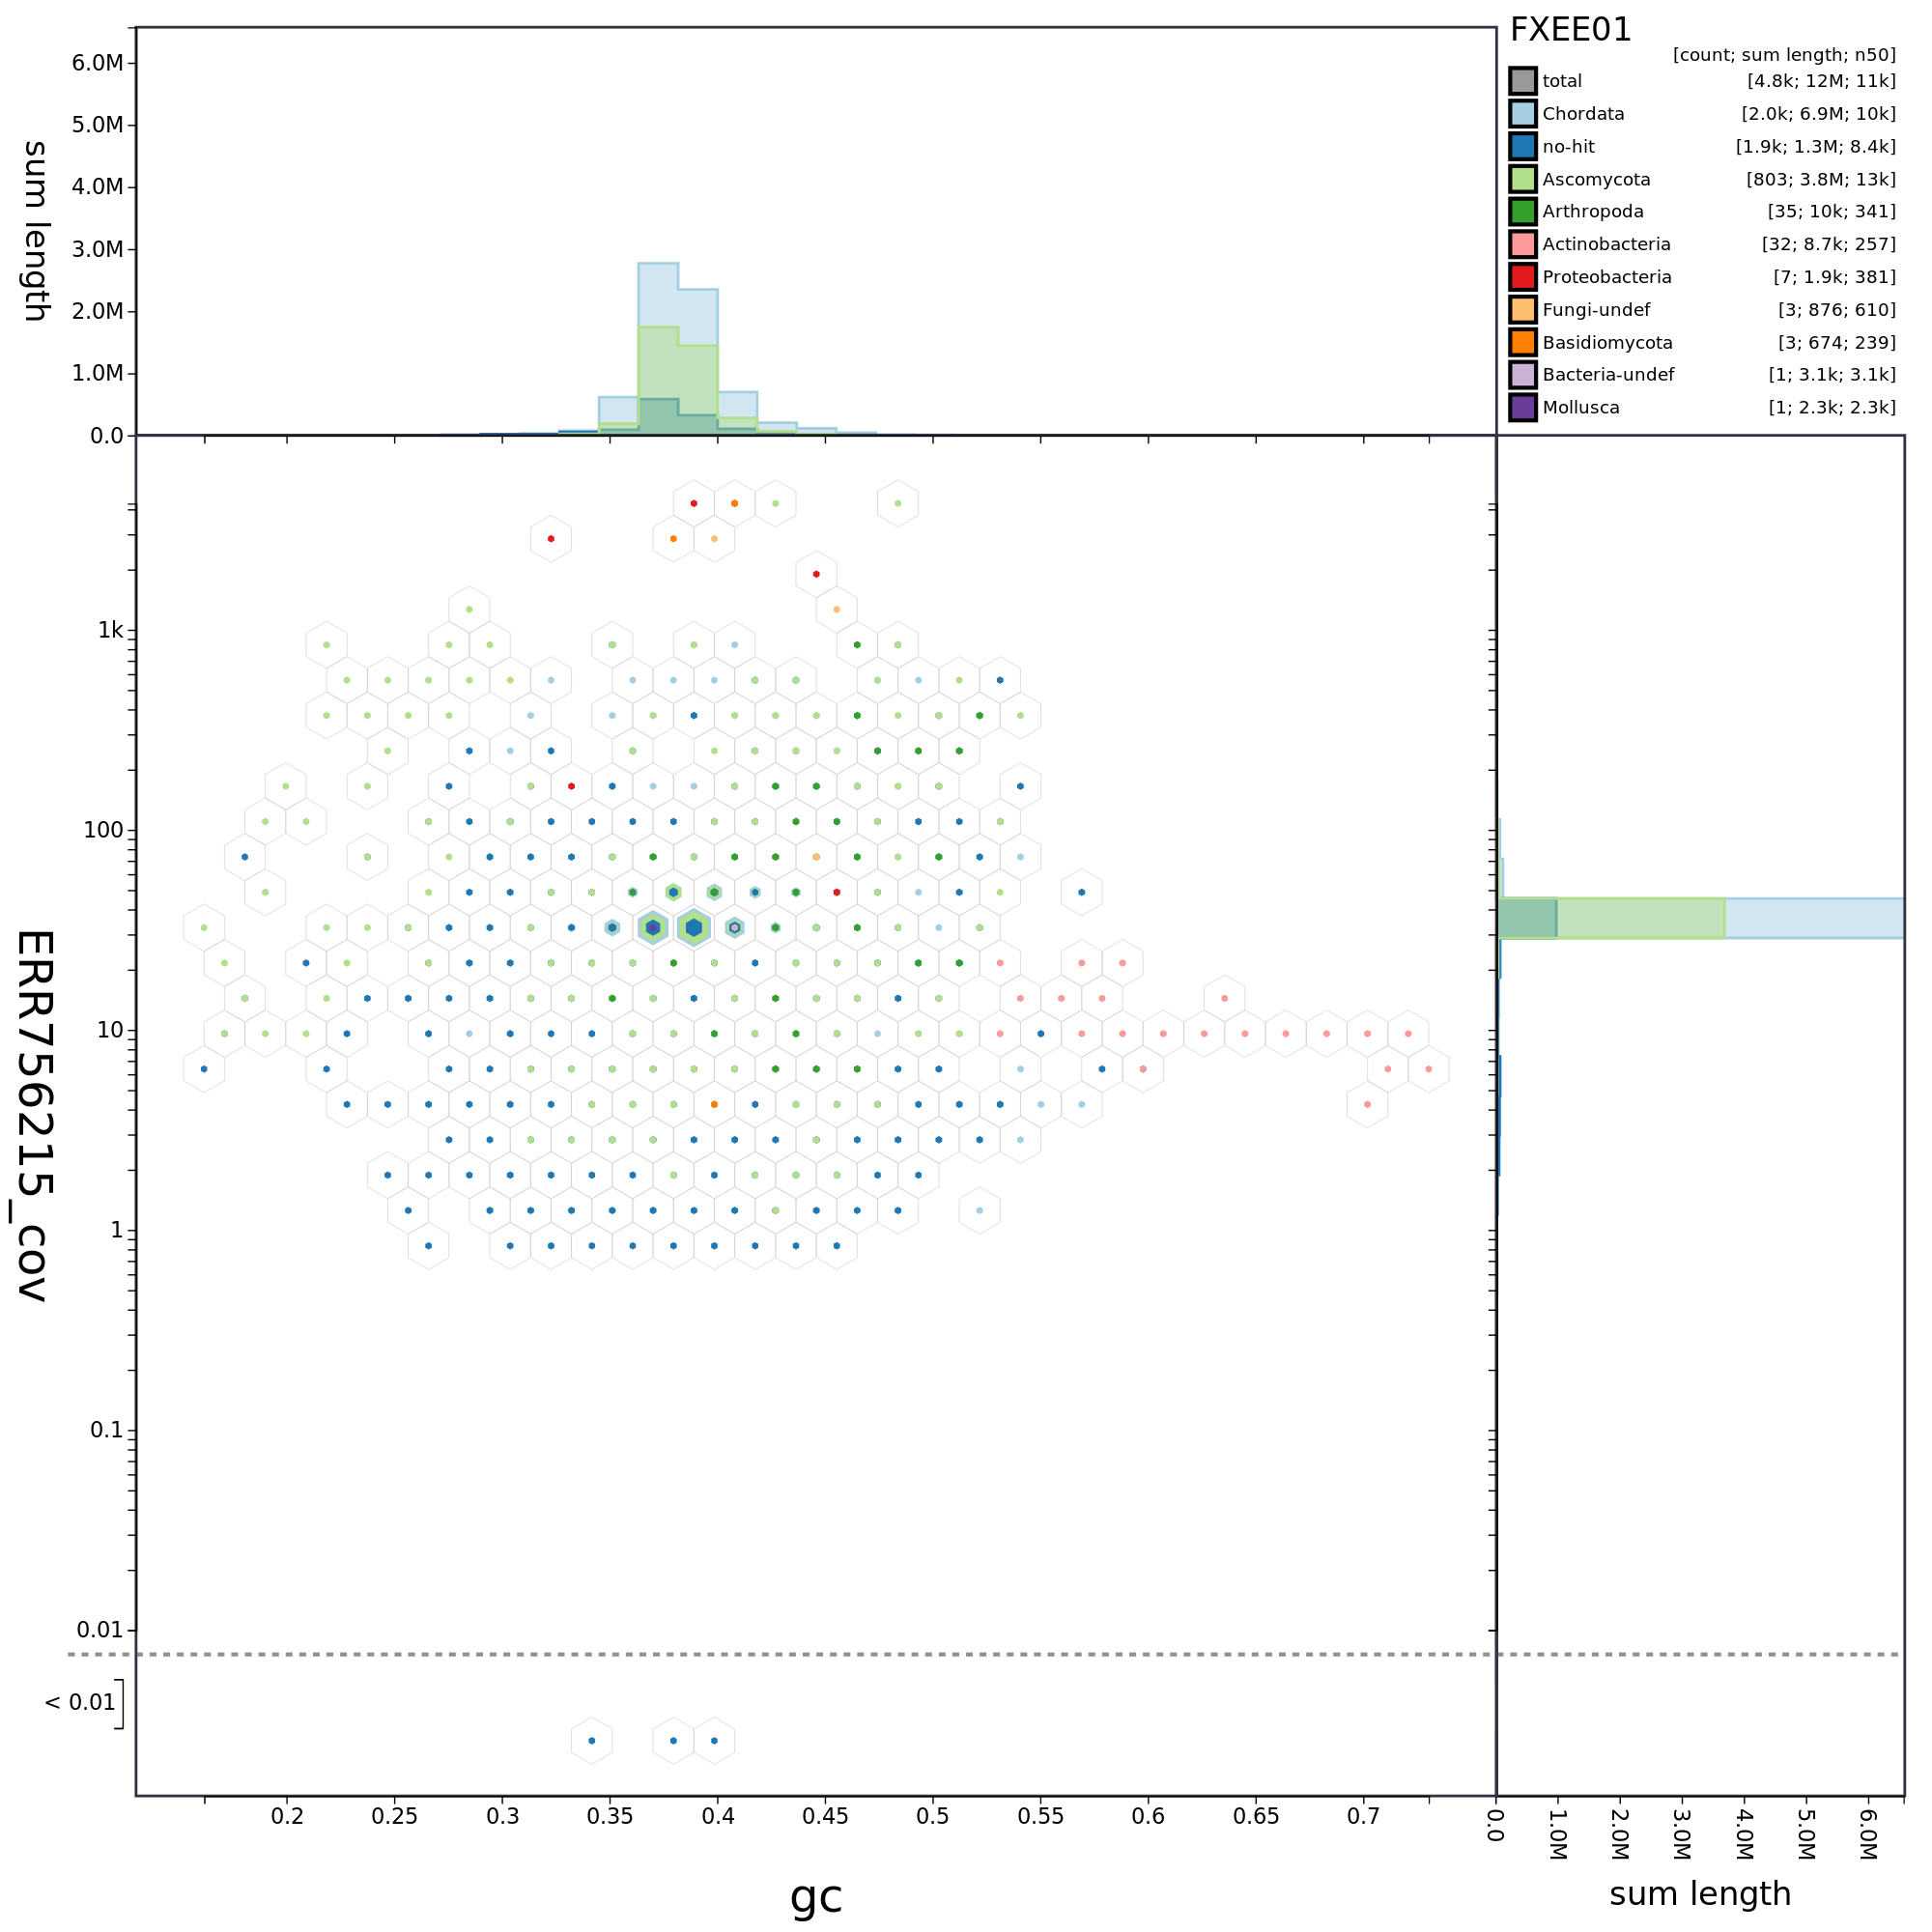 FXEE01
[count; sum length; n50]
total [4.8k; 12M; 11k]
Chordata [2.0k; 6.9M; 10k]
no-hit [1.9k; 1.3M; 8.4k]
Ascomycota [803; 3.8M; 13k]
Arthropoda [35; 10k; 341]
Actinobacteria [32; 8.7k; 257]
Proteobacteria [7; 1.9k; 381]
Fungi-undef [3; 876; 610]
Basidiomycota [3; 674; 239]
Bacteria-undef [1; 3.1k; 3.1k]
Mollusca [1; 2.3k; 2.3k]
sum length
6.0M
5.0M
4.0M
3.0M
2.0M
1.0M
0.0
ERR756215_cov
1k
100
10
1
0.1
0.01
< 0.01
0.2 0.25 0.3 0.35 0.4 0.45 0.5 0.55 0.6 0.65 0.7
gc
0.0 1.0M 2.0M 3.0M 4.0M 5.0M 6.0M
sum length